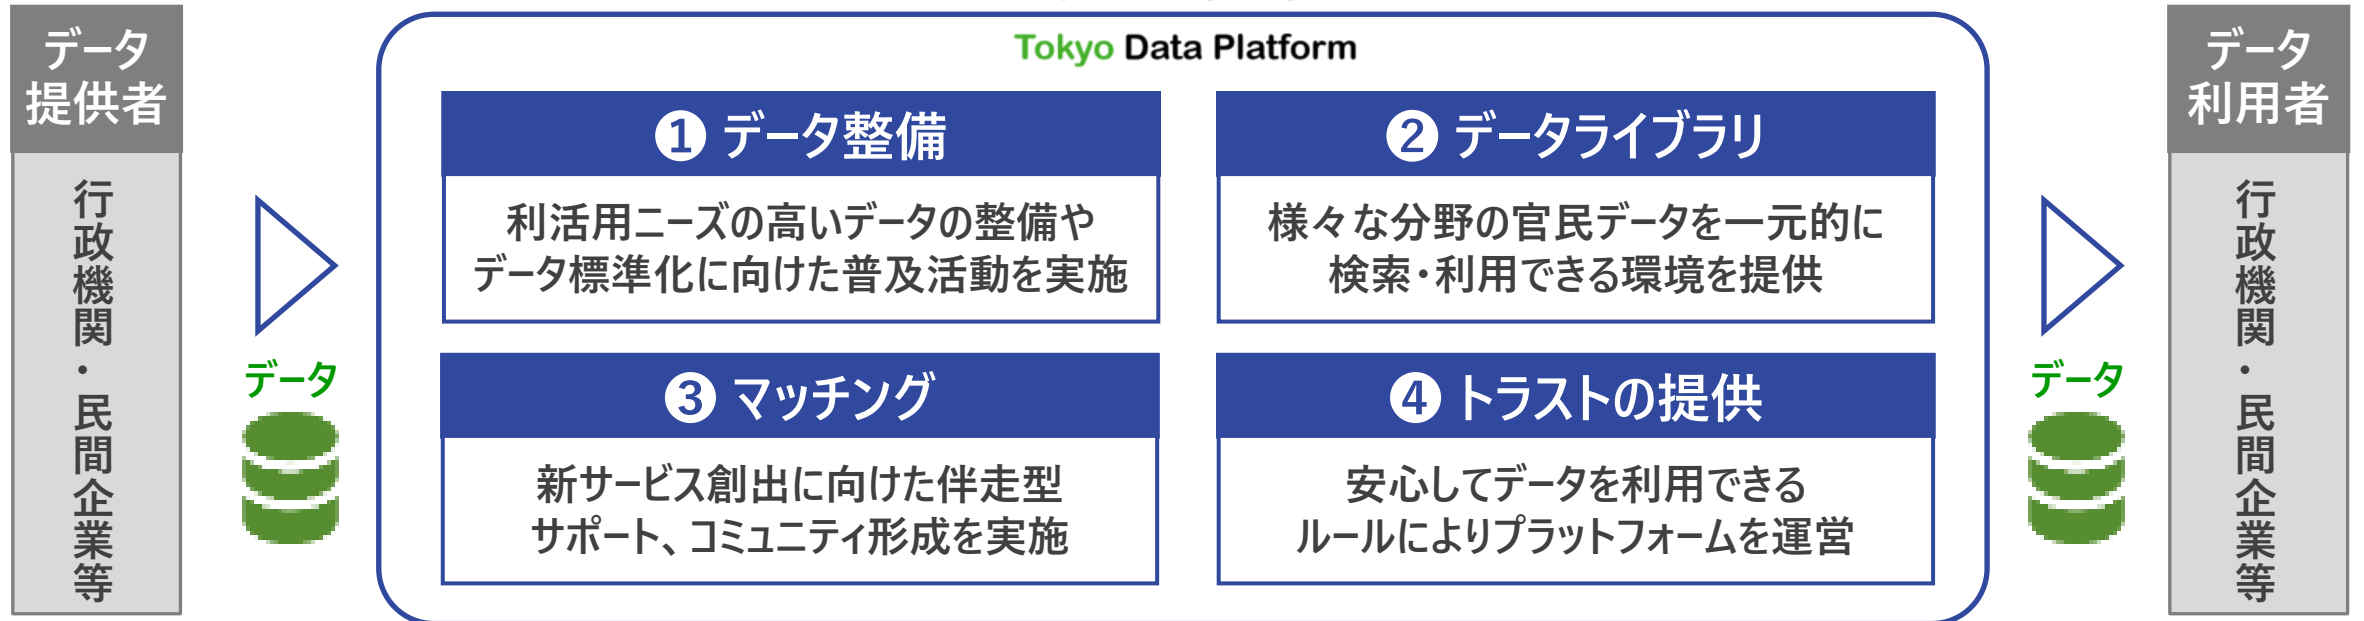 データ
提供者
行政機関・民間企業等
データ
Tokyo Data Platform
❶ データ整備
利活用ニーズの高いデータの整備や
データ標準化に向けた普及活動を実施
❷ データライブラリ
様々な分野の官民データを一元的に
検索・利用できる環境を提供
❸ マッチング
新サービス創出に向けた伴走型
サポート、コミュニティ形成を実施
❹ トラストの提供
安心してデータを利用できる
ルールによりプラットフォームを運営
データ
データ
利用者
行政機関・民間企業等